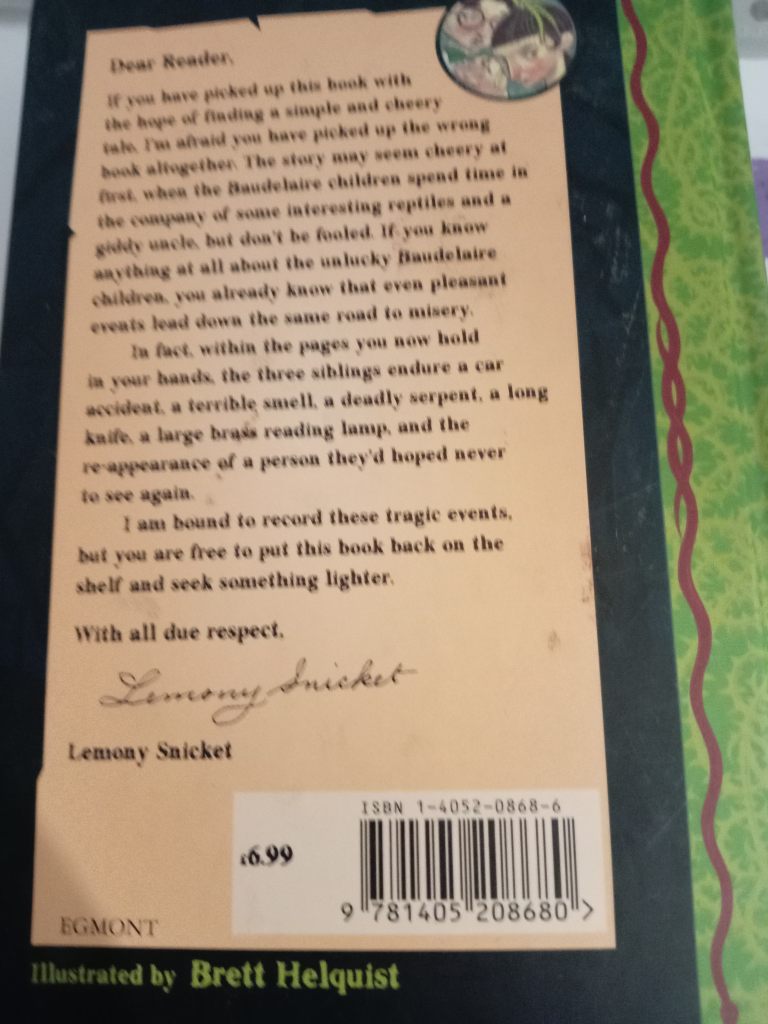 Dear Reader,
If you have picked up this book with
the hope of finding a simple and cheery
tale, I'm afraid you have picked up the wrong
book altogether. The story may seem cheery at
first, when the Baudelaire children spend time in
the company of some interesting reptiles and a
giddy uncle, but don't be fooled. If you know
anything at all about the unlucky Baudelaire
children, you already know that even pleasant
events lead down the same road to misery.
In fact, within the pages you now hold
in your hands, the three siblings endure a car
accident, a terrible smell, a deadly serpent, a long
knife, a large brass reading lamp, and the
re-appearance of a person they'd hoped never
to see again.
I am bound to record these tragic events,
but you are free to put this book back on the
shelf and seek something lighter.
With all due respect,
Lemony Snicket
Lemony Snicket
ISBN 1-4052-0868-6
£6.99
9 781405 208680 >
EGMONT
Illustrated by Brett Helquist